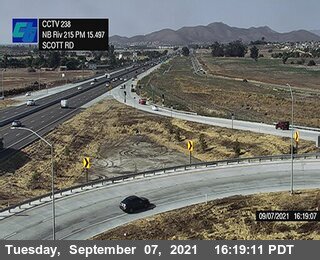 CCTV 238
NB Riv 215 PM 15.497
SCOTT RD
09/07/2021 16:19:07
Tuesday, September 07, 2021 16:19:11 PDT